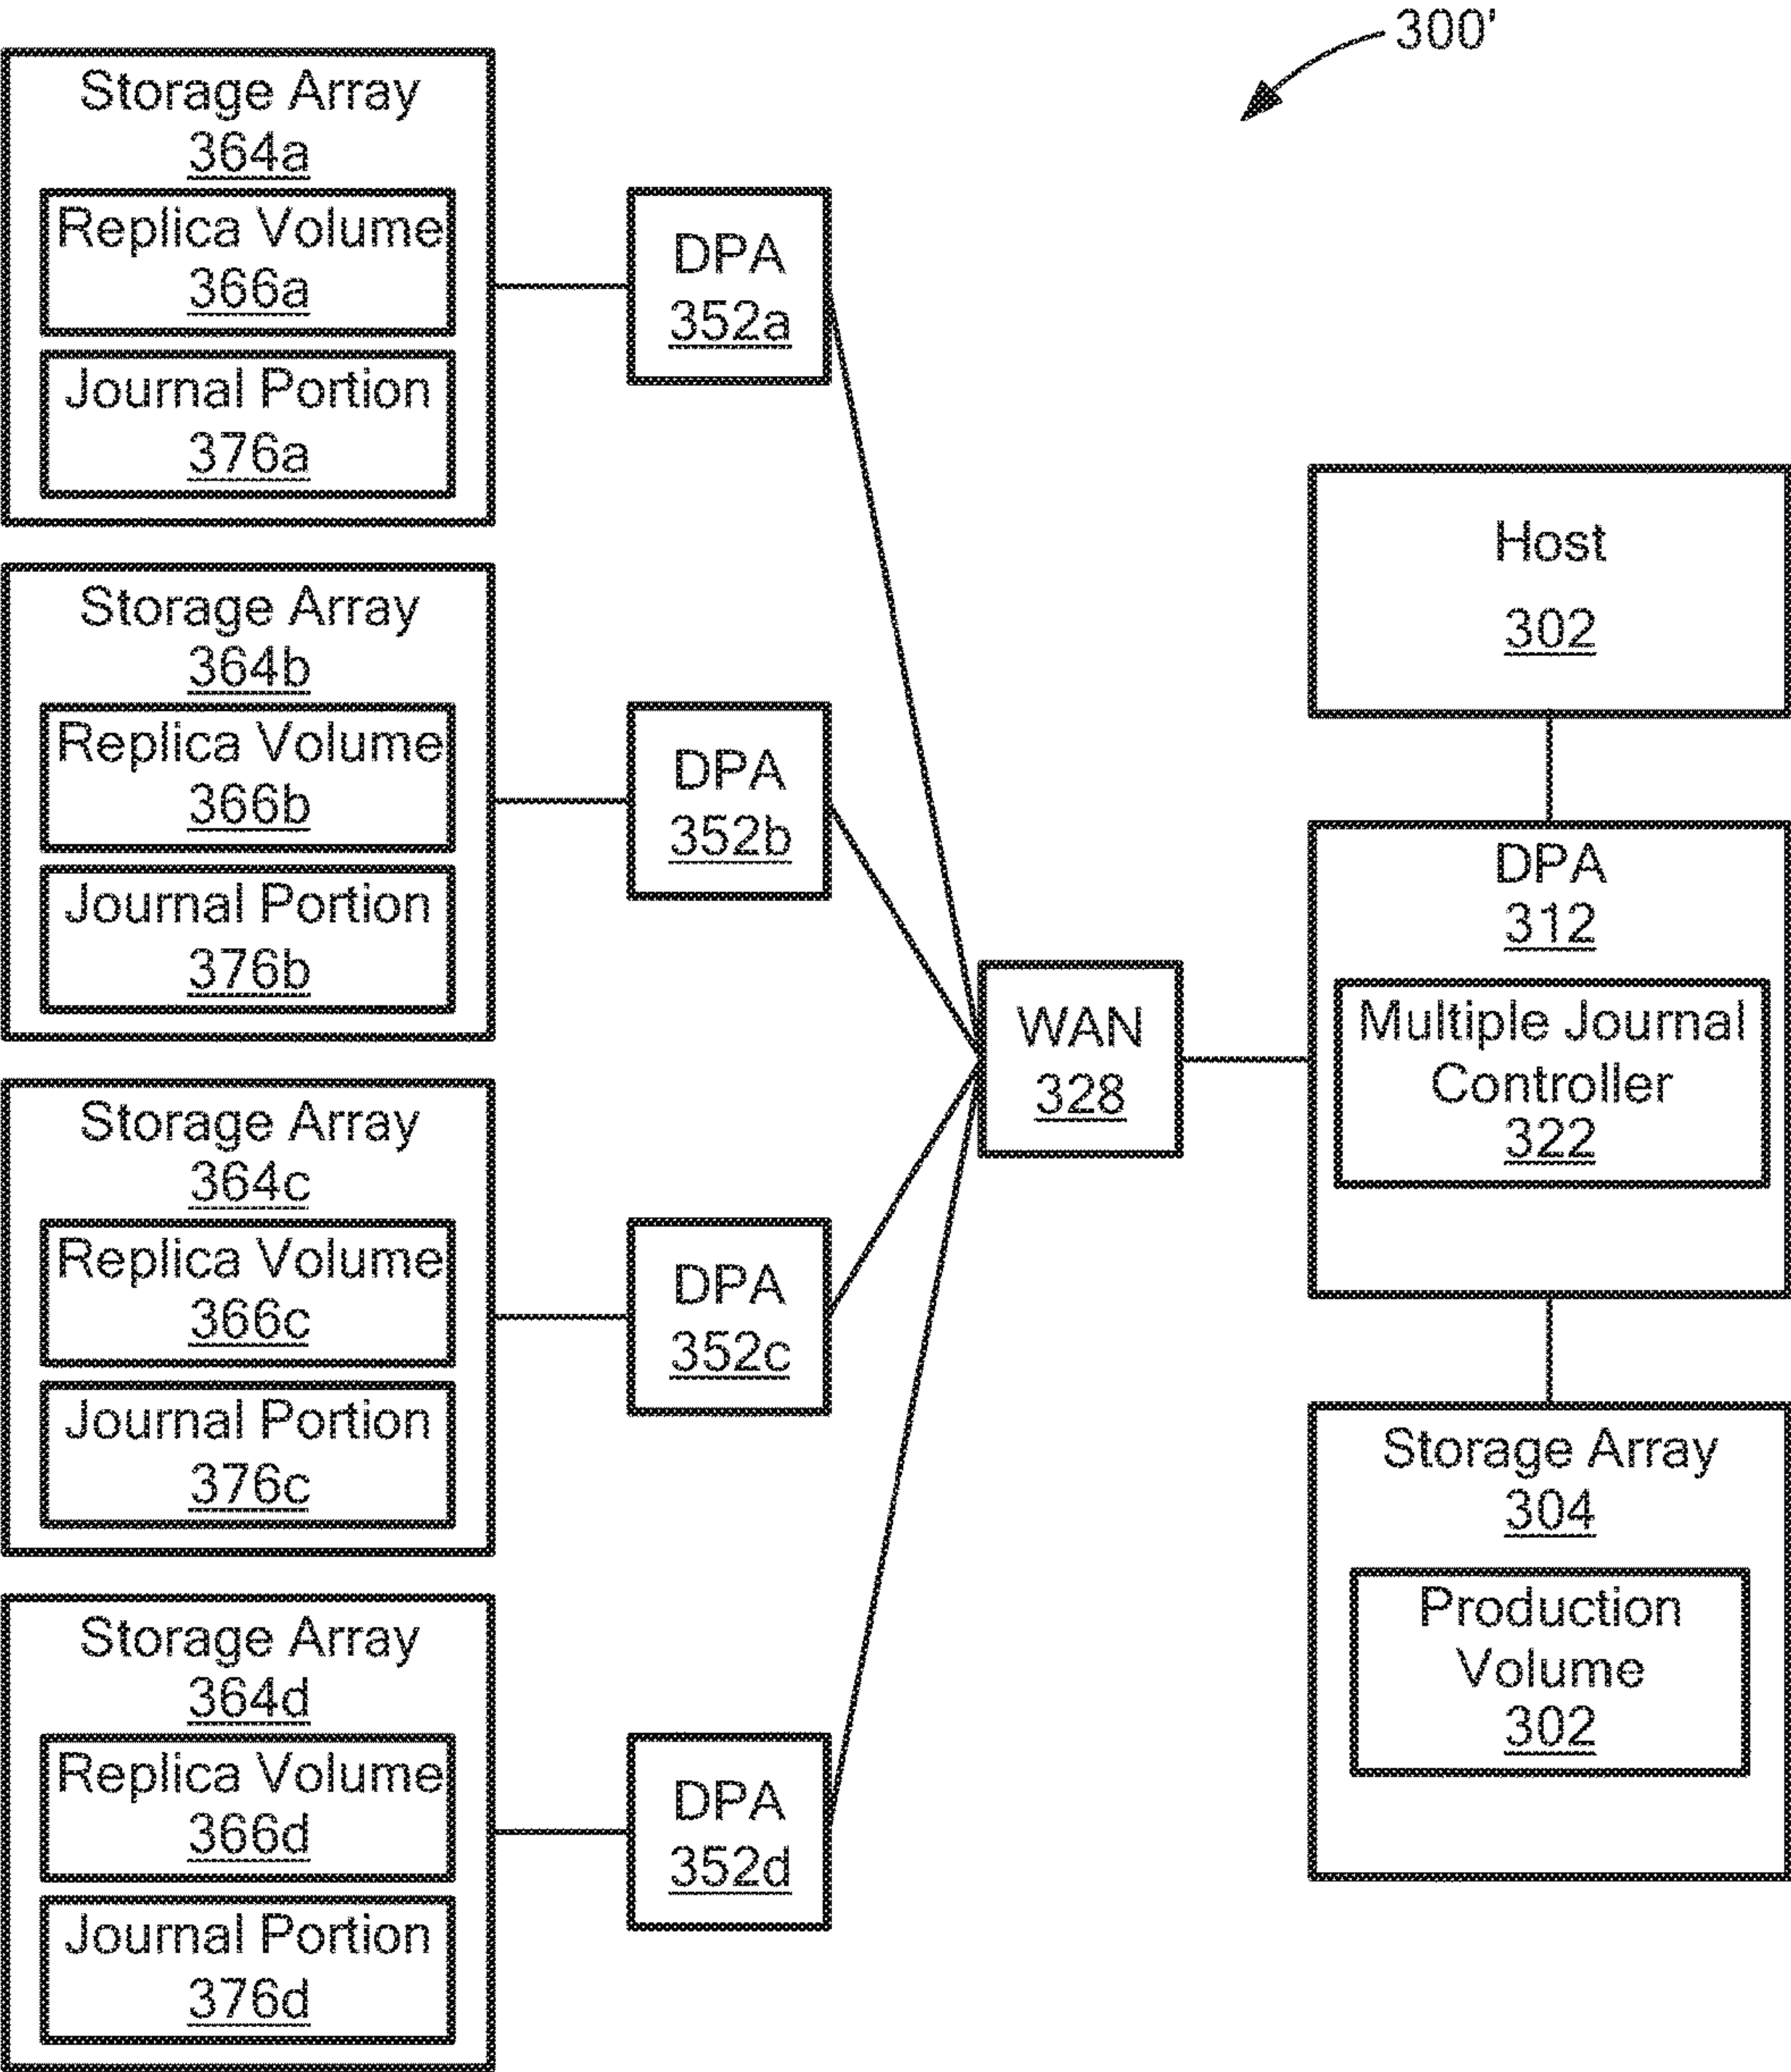 300'
Storage Array
364a
Replica Volume
366a
Journal Portion
376a
DPA
352a
Storage Array
364b
Replica Volume
366b
Journal Portion
376b
DPA
352b
Storage Array
364c
Replica Volume
366c
Journal Portion
376c
DPA
352c
Storage Array
364d
Replica Volume
366d
Journal Portion
376d
DPA
352d
WAN
328
Host
302
DPA
312
Multiple Journal
Controller
322
Storage Array
304
Production
Volume
302